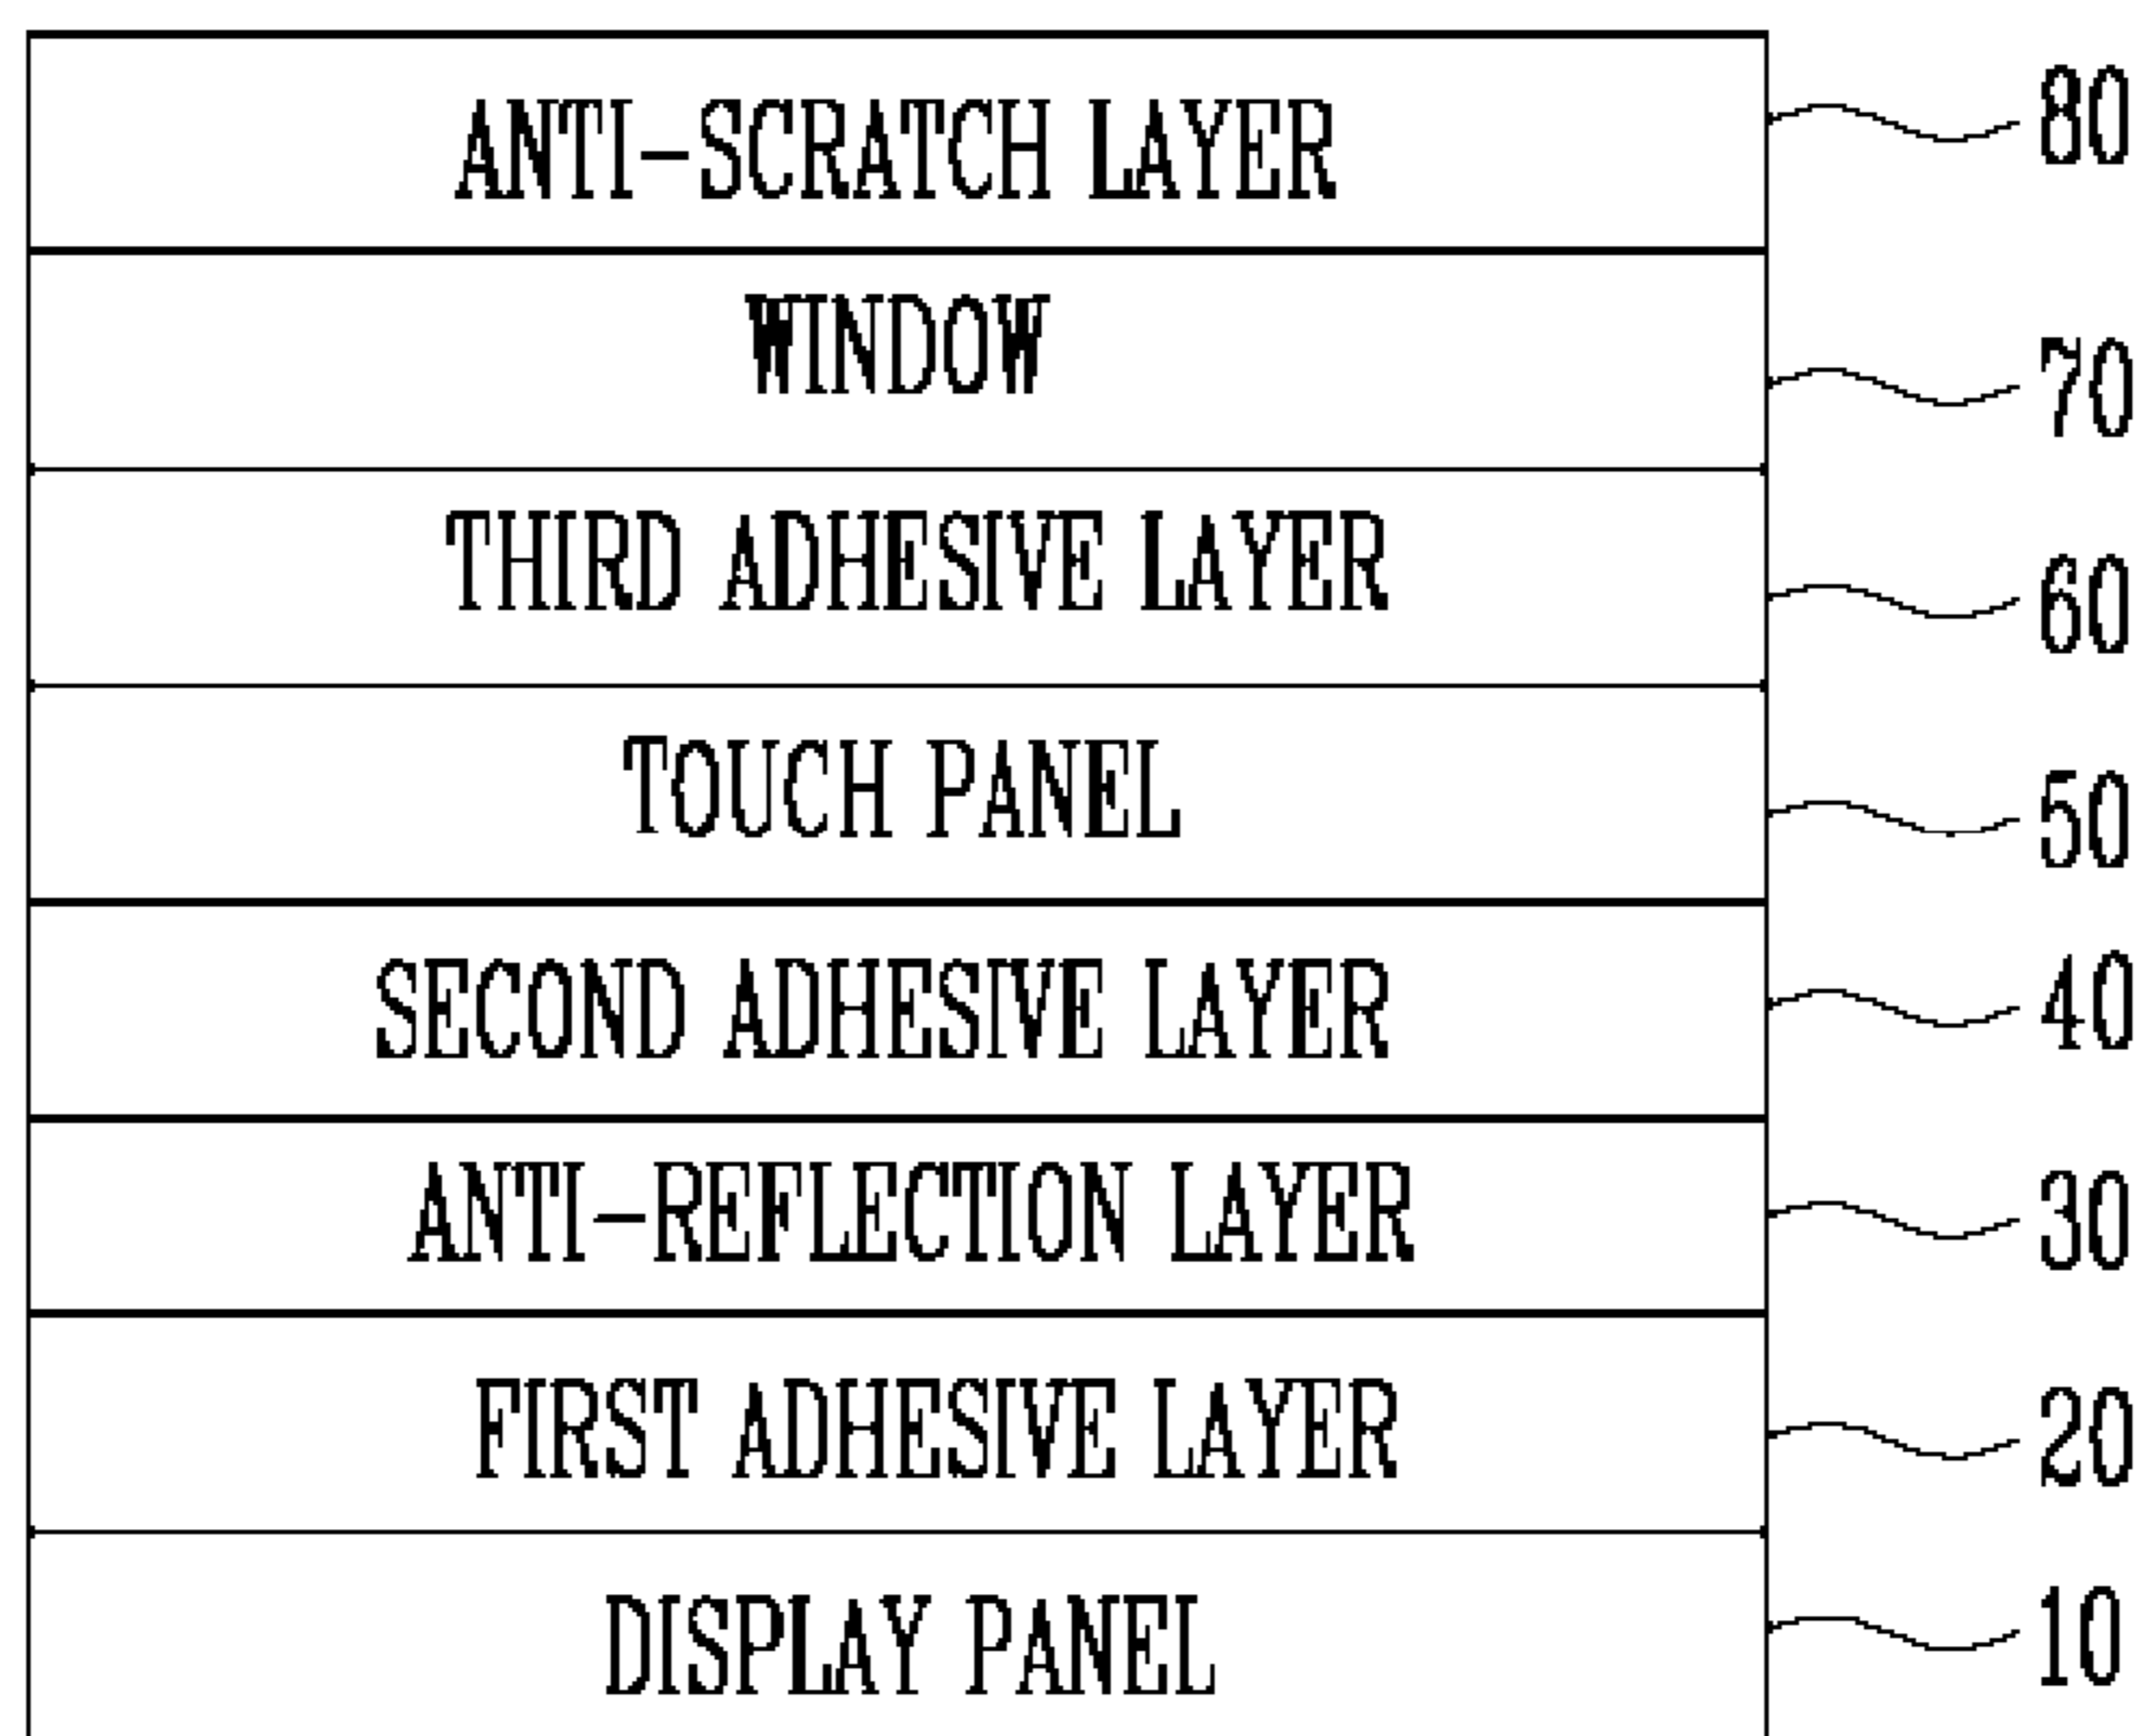 ANTI-SCRATCH LAYER 80
WINDOW 70
THIRD ADHESIVE LAYER 60
TOUCH PANEL 50
SECOND ADHESIVE LAYER 40
ANTI-REFLECTION LAYER 30
FIRST ADHESIVE LAYER 20
DISPLAY PANEL 10